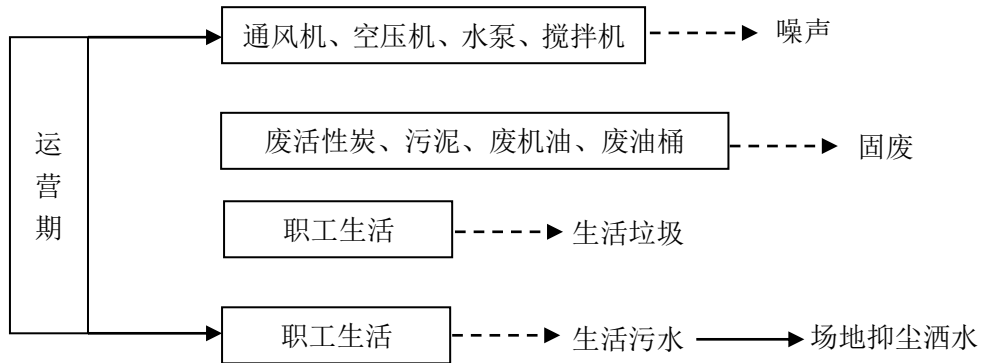 通风机、空压机、水泵、搅拌机
噪声
废活性炭、污泥、废机油、废油桶
固废
运营期
职工生活
生活垃圾
职工生活
生活污水
场地抑尘洒水